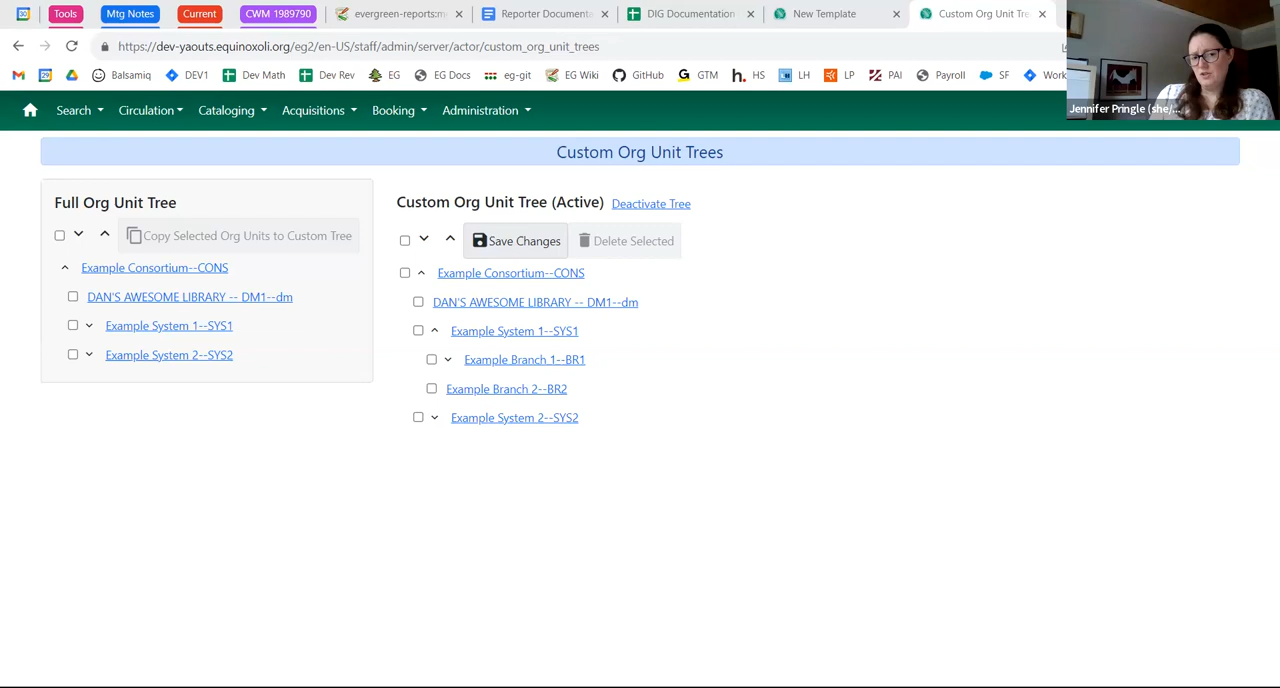 30 Tools Mtg Notes Current CWM 1989790 evergreen-reports:m Reporter Document DIG Documentation New Template Custom Org Unit Tre
https://dev-yaouts.equinoxoli.org/eg2/en-US/staff/admin/server/actor/custom_org_unit_trees
Balsamiq DEV1 Dev Math Dev Rev EG EG Docs eg-git EG Wiki GitHub GTM HS LH LP PAI Payroll SF Work
Jennifer Pringle (she/...
Search Circulation Cataloging Acquisitions Booking Administration
Custom Org Unit Trees
Full Org Unit Tree
Copy Selected Org Units to Custom Tree
Example Consortium--CONS
DAN'S AWESOME LIBRARY -- DM1--dm
Example System 1--SYS1
Example System 2--SYS2
Custom Org Unit Tree (Active) Deactivate Tree
Save Changes Delete Selected
Example Consortium--CONS
DAN'S AWESOME LIBRARY -- DM1--dm
Example System 1--SYS1
Example Branch 1--BR1
Example Branch 2--BR2
Example System 2--SYS2